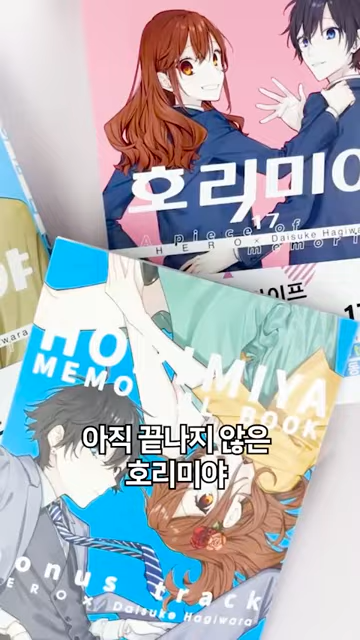 호리미야
17
A piece of memories
HERO × Daisuke Hagiwara
HORIMIYA
MEMORIAL BOOK
아직 끝나지 않은
호리미야
bonus track
HERO × Daisuke Hagiwara